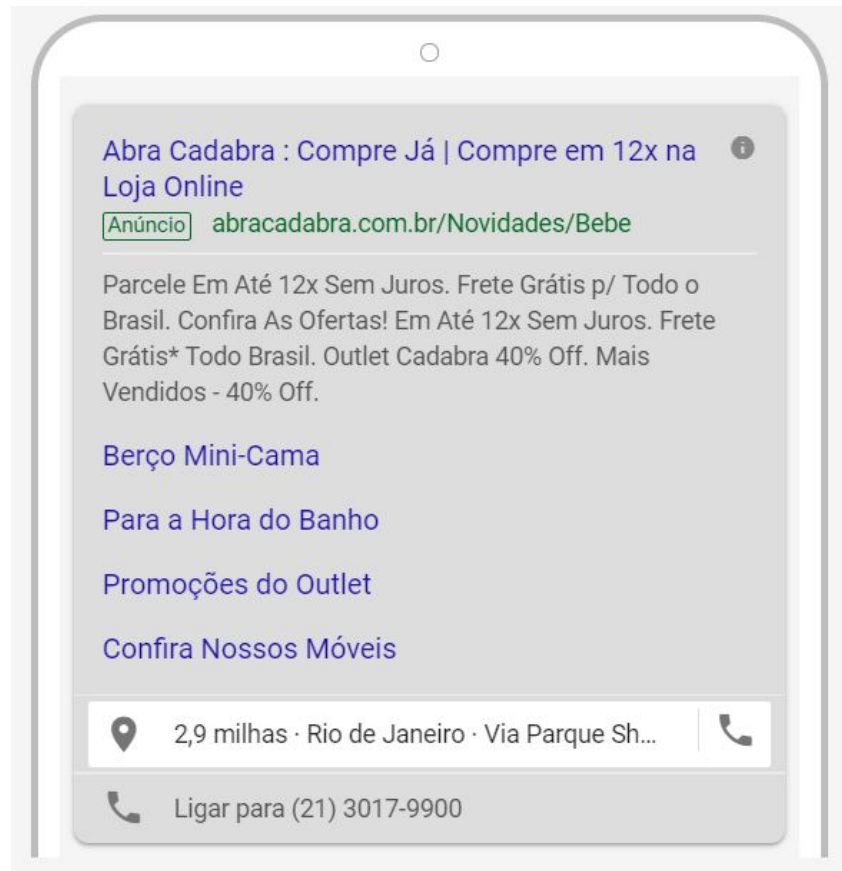 Abra Cadabra : Compre Já | Compre em 12x na
Loja Online
Anúncio abracadabra.com.br/Novidades/Bebe
Parcele Em Até 12x Sem Juros. Frete Grátis p/ Todo o
Brasil. Confira As Ofertas! Em Até 12x Sem Juros. Frete
Grátis* Todo Brasil. Outlet Cadabra 40% Off. Mais
Vendidos - 40% Off.
Berço Mini-Cama
Para a Hora do Banho
Promoções do Outlet
Confira Nossos Móveis
2,9 milhas · Rio de Janeiro · Via Parque Sh...
Ligar para (21) 3017-9900